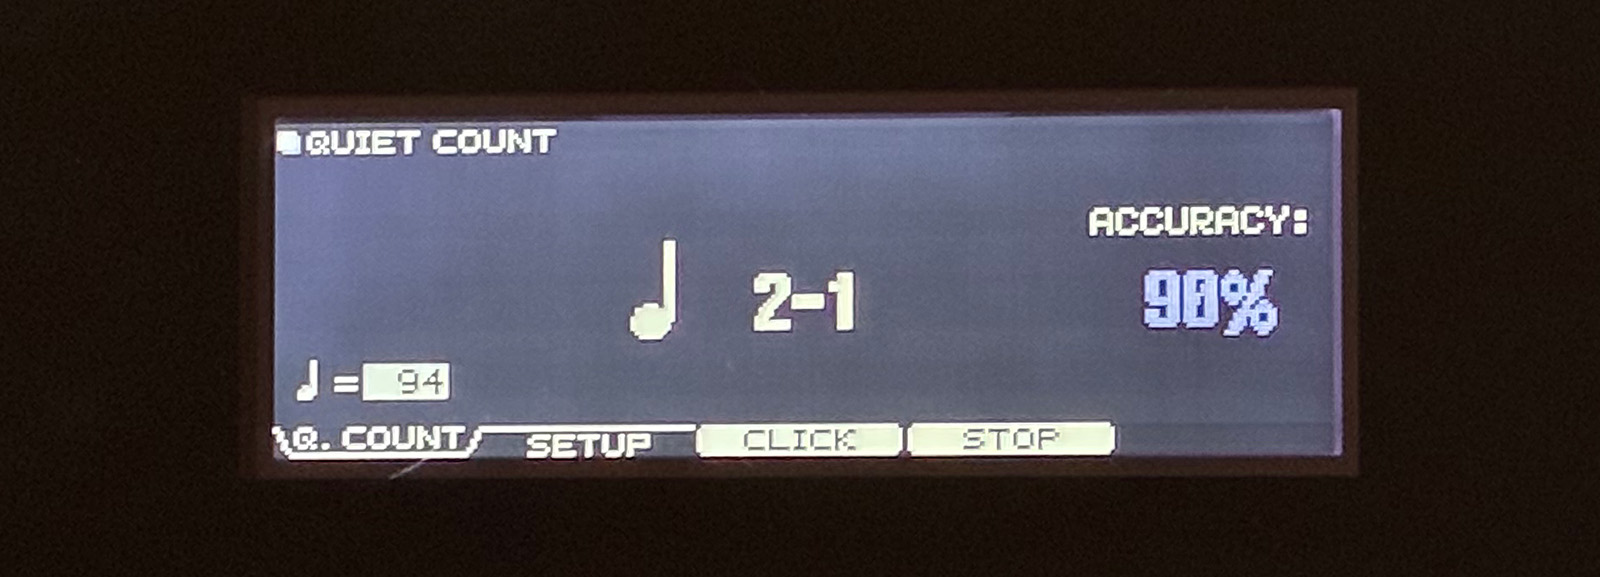 QUIET COUNT
ACCURACY:
♩ 2-1
90%
♩= 94
Q. COUNT SETUP CLICK STOP